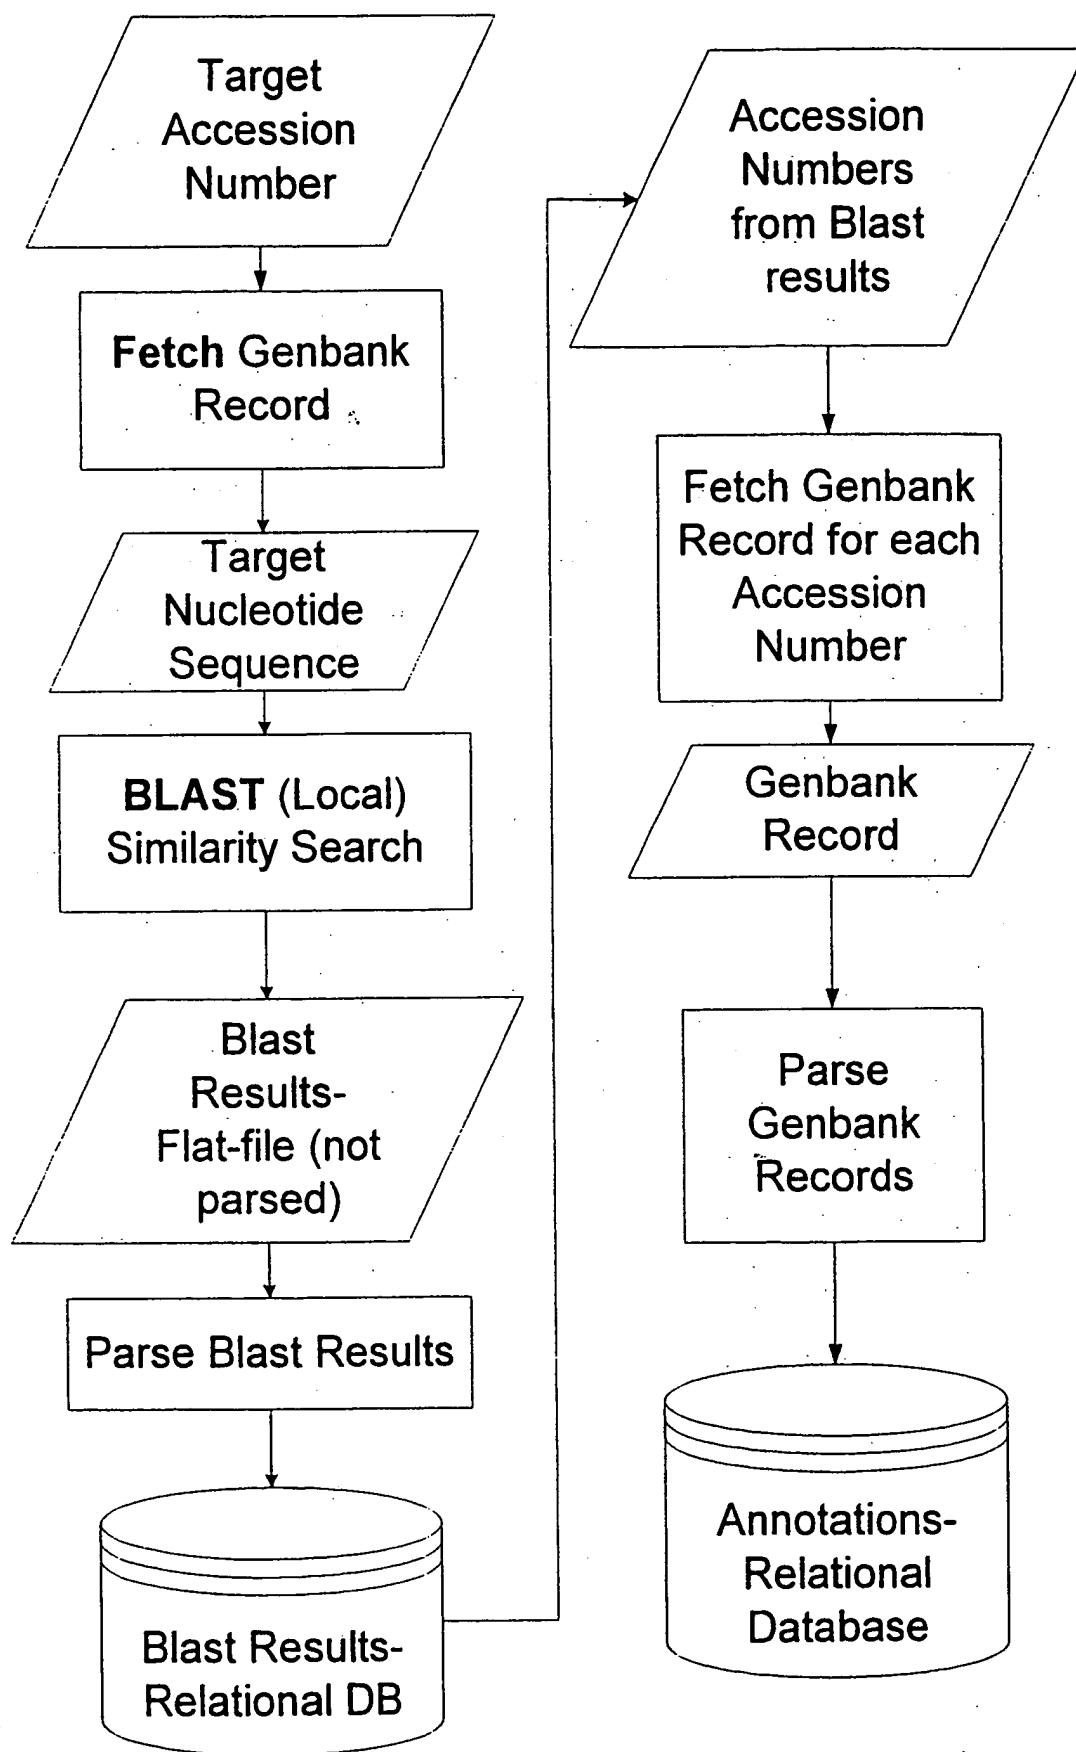 Target
Accession
Number
Fetch Genbank
Record
Target
Nucleotide
Sequence
BLAST (Local)
Similarity Search
Blast
Results-
Flat-file (not
parsed)
Parse Blast Results
Blast Results-
Relational DB
Accession
Numbers
from Blast
results
Fetch Genbank
Record for each
Accession
Number
Genbank
Record
Parse
Genbank
Records
Annotations-
Relational
Database